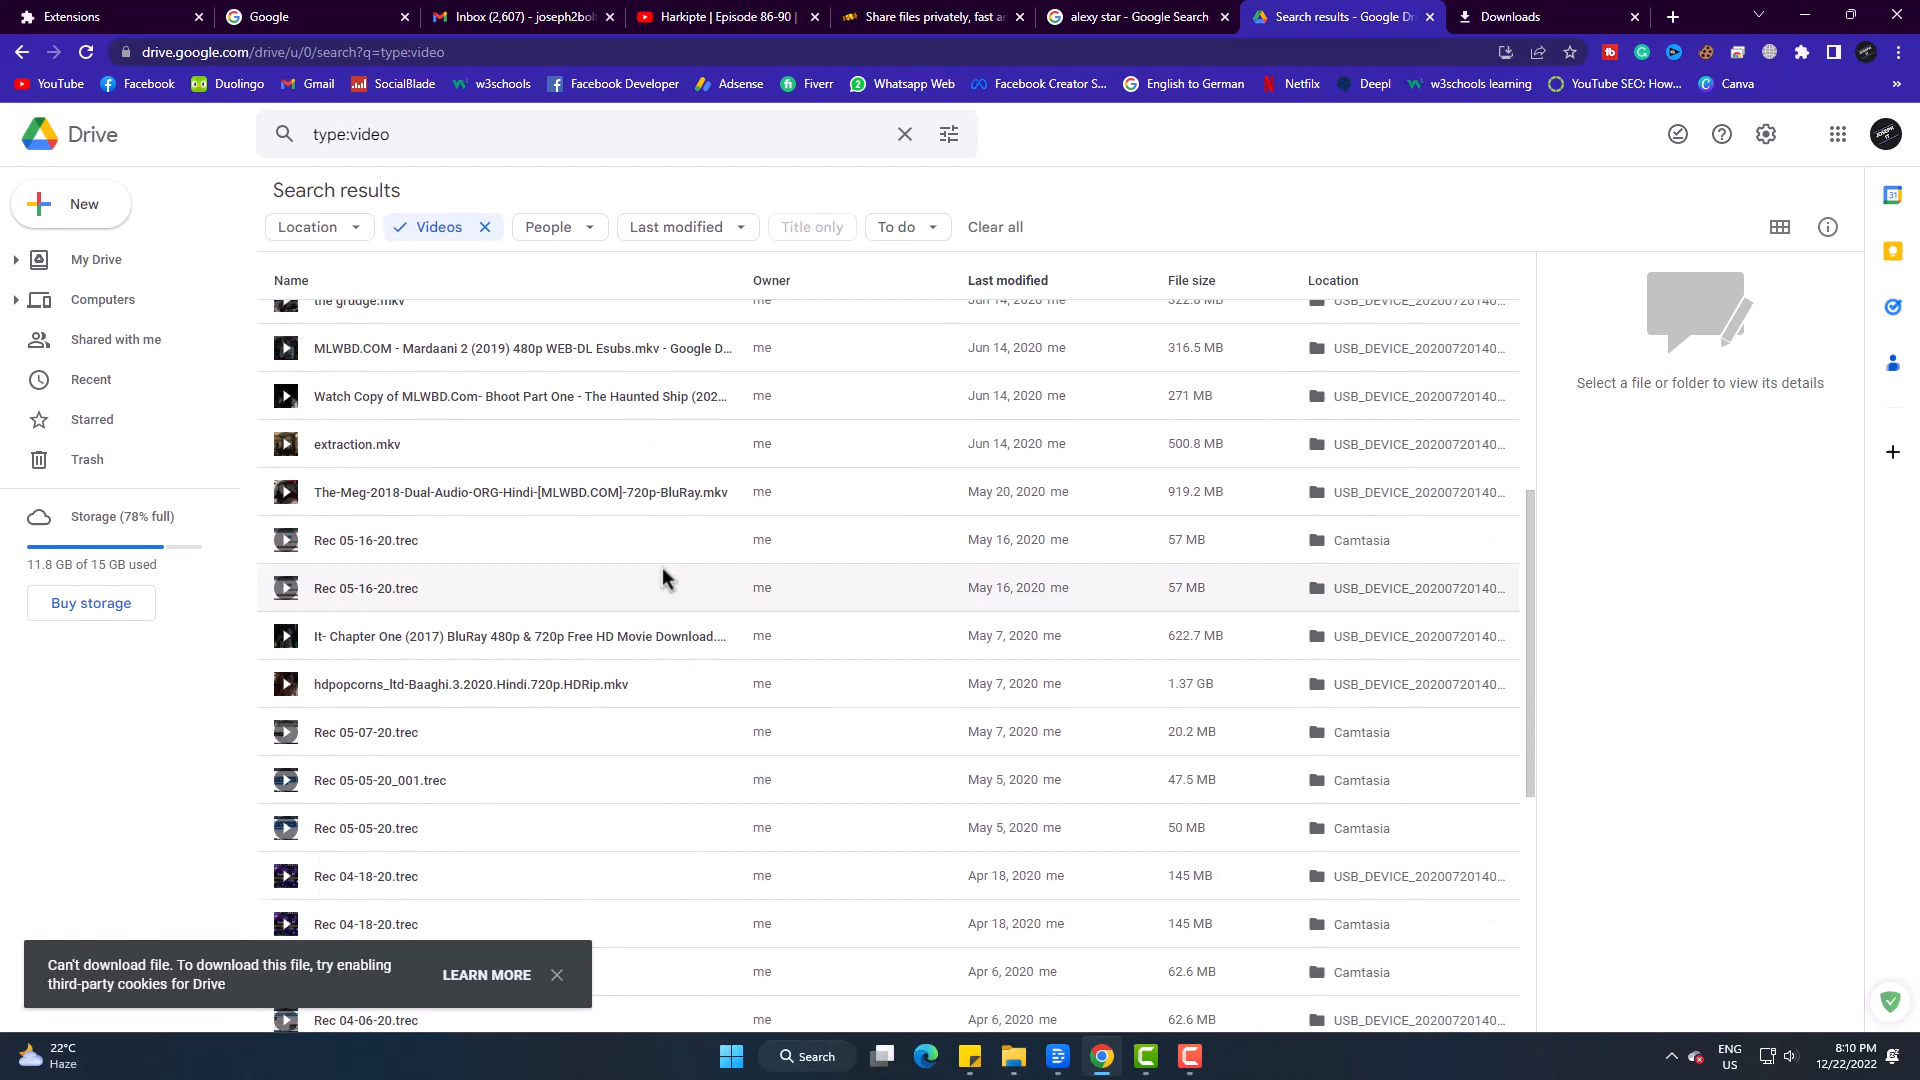 Extensions
Google
Inbox (2,607) - joseph2bol
Harkipte | Episode 86-90 |
Share files privately, fast a
alexy star - Google Search
Search results - Google Dri
Downloads
drive.google.com/drive/u/0/search?q=type:video
YouTube
Facebook
Duolingo
Gmail
SocialBlade
w3schools
Facebook Developer
Adsense
Fiverr
Whatsapp Web
Facebook Creator S...
English to German
Netfilx
Deepl
w3schools learning
YouTube SEO: How...
Canva
Drive
type:video
New
My Drive
Computers
Shared with me
Recent
Starred
Trash
Storage (78% full)
11.8 GB of 15 GB used
Buy storage
Search results
Location
Videos
People
Last modified
Title only
To do
Clear all
Name Owner Last modified File size Location
the grudge.mkv me Jun 14, 2020 me 322.8 MB USB_DEVICE_20200720140...
MLWBD.COM - Mardaani 2 (2019) 480p WEB-DL Esubs.mkv - Google D... me Jun 14, 2020 me 316.5 MB USB_DEVICE_20200720140...
Watch Copy of MLWBD.Com- Bhoot Part One - The Haunted Ship (202... me Jun 14, 2020 me 271 MB USB_DEVICE_20200720140...
extraction.mkv me Jun 14, 2020 me 500.8 MB USB_DEVICE_20200720140...
The-Meg-2018-Dual-Audio-ORG-Hindi-[MLWBD.COM]-720p-BluRay.mkv me May 20, 2020 me 919.2 MB USB_DEVICE_20200720140...
Rec 05-16-20.trec me May 16, 2020 me 57 MB Camtasia
Rec 05-16-20.trec me May 16, 2020 me 57 MB USB_DEVICE_20200720140...
It- Chapter One (2017) BluRay 480p & 720p Free HD Movie Download.... me May 7, 2020 me 622.7 MB USB_DEVICE_20200720140...
hdpopcorns_ltd-Baaghi.3.2020.Hindi.720p.HDRip.mkv me May 7, 2020 me 1.37 GB USB_DEVICE_20200720140...
Rec 05-07-20.trec me May 7, 2020 me 20.2 MB Camtasia
Rec 05-05-20_001.trec me May 5, 2020 me 47.5 MB Camtasia
Rec 05-05-20.trec me May 5, 2020 me 50 MB Camtasia
Rec 04-18-20.trec me Apr 18, 2020 me 145 MB USB_DEVICE_20200720140...
Rec 04-18-20.trec me Apr 18, 2020 me 145 MB Camtasia
me Apr 6, 2020 me 62.6 MB Camtasia
Rec 04-06-20.trec me Apr 6, 2020 me 62.6 MB USB_DEVICE_20200720140...
Select a file or folder to view its details
Can't download file. To download this file, try enabling
third-party cookies for Drive
LEARN MORE
22°C
Haze
Search
ENG
US
8:10 PM
12/22/2022